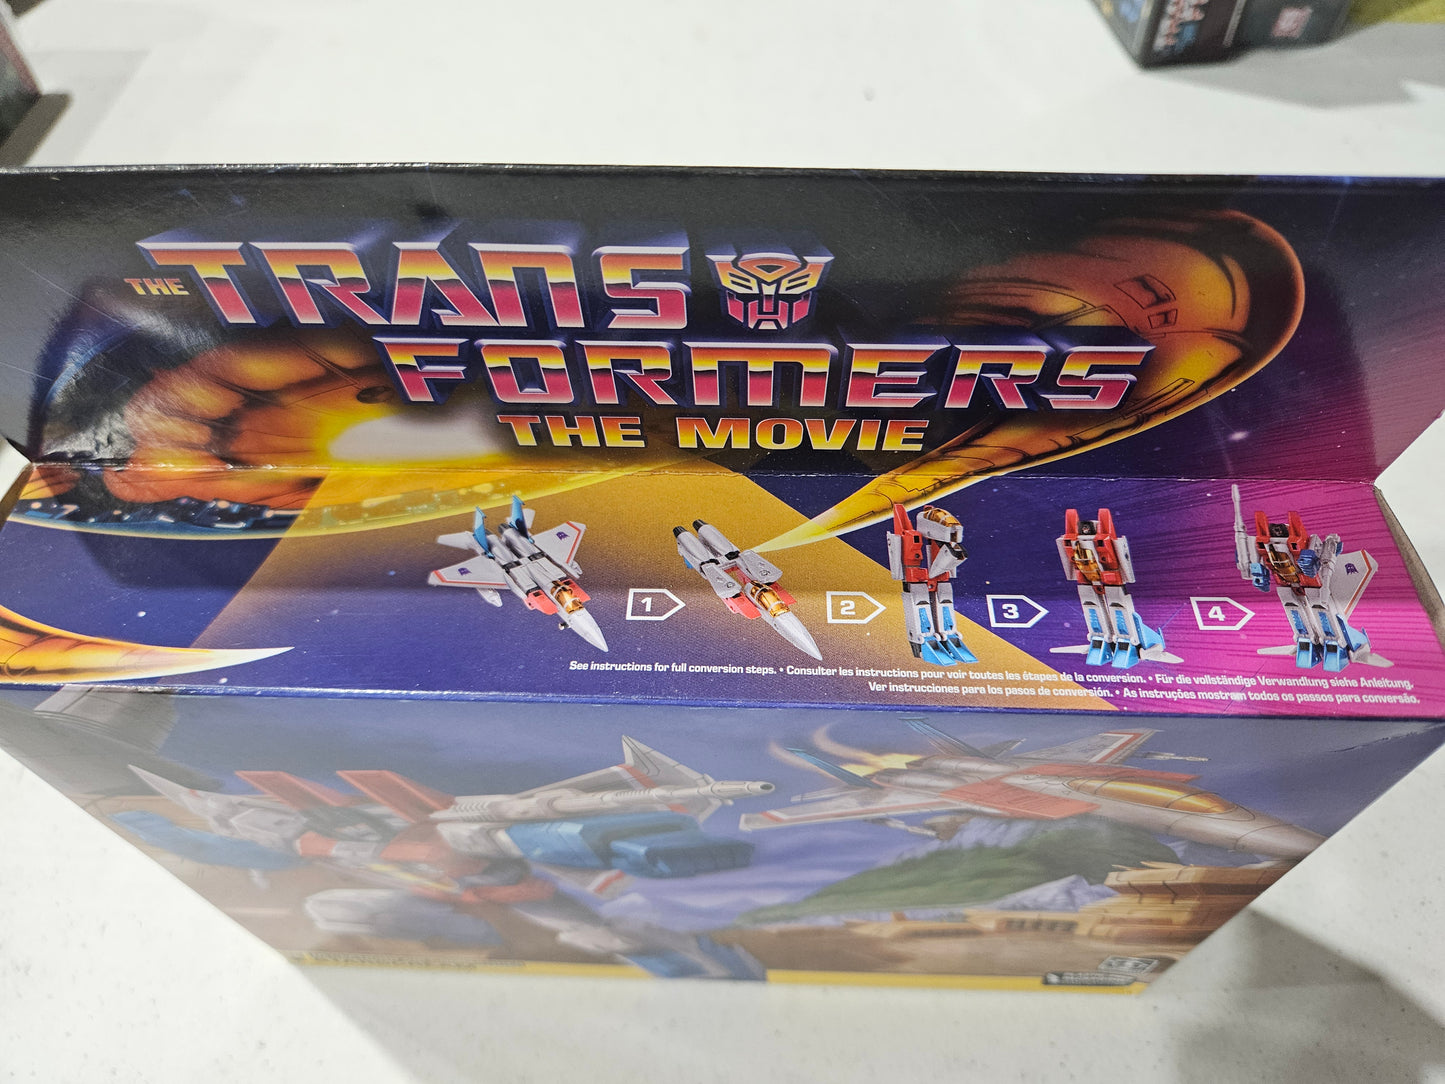 THE TRANS
FORMERS
THE MOVIE
1
2
3
4
See instructions for full conversion steps. • Consulter les instructions pour voir toutes les étapes de la conversion. • Für die vollständige Verwandlung siehe Anleitung.
Ver instrucciones para los pasos de conversión. • As instruções mostram todos os passos para conversão.